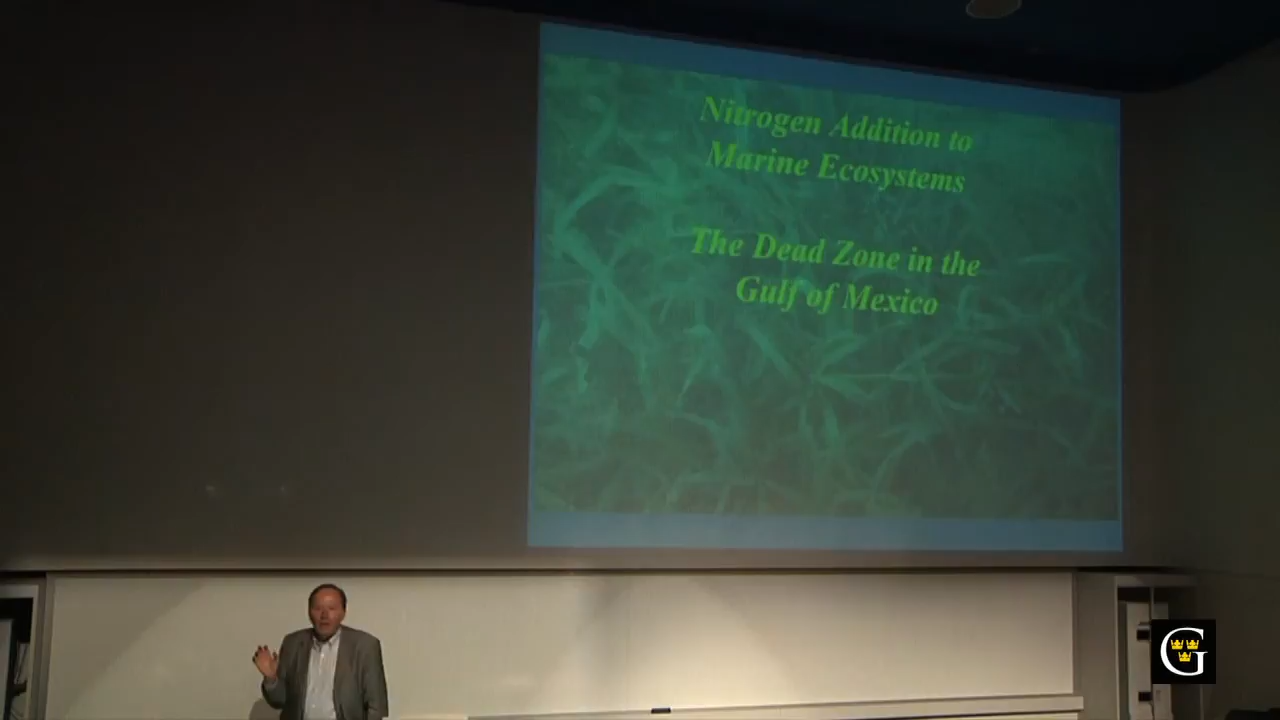 Nitrogen Addition to
Marine Ecosystems
The Dead Zone in the
Gulf of Mexico
G